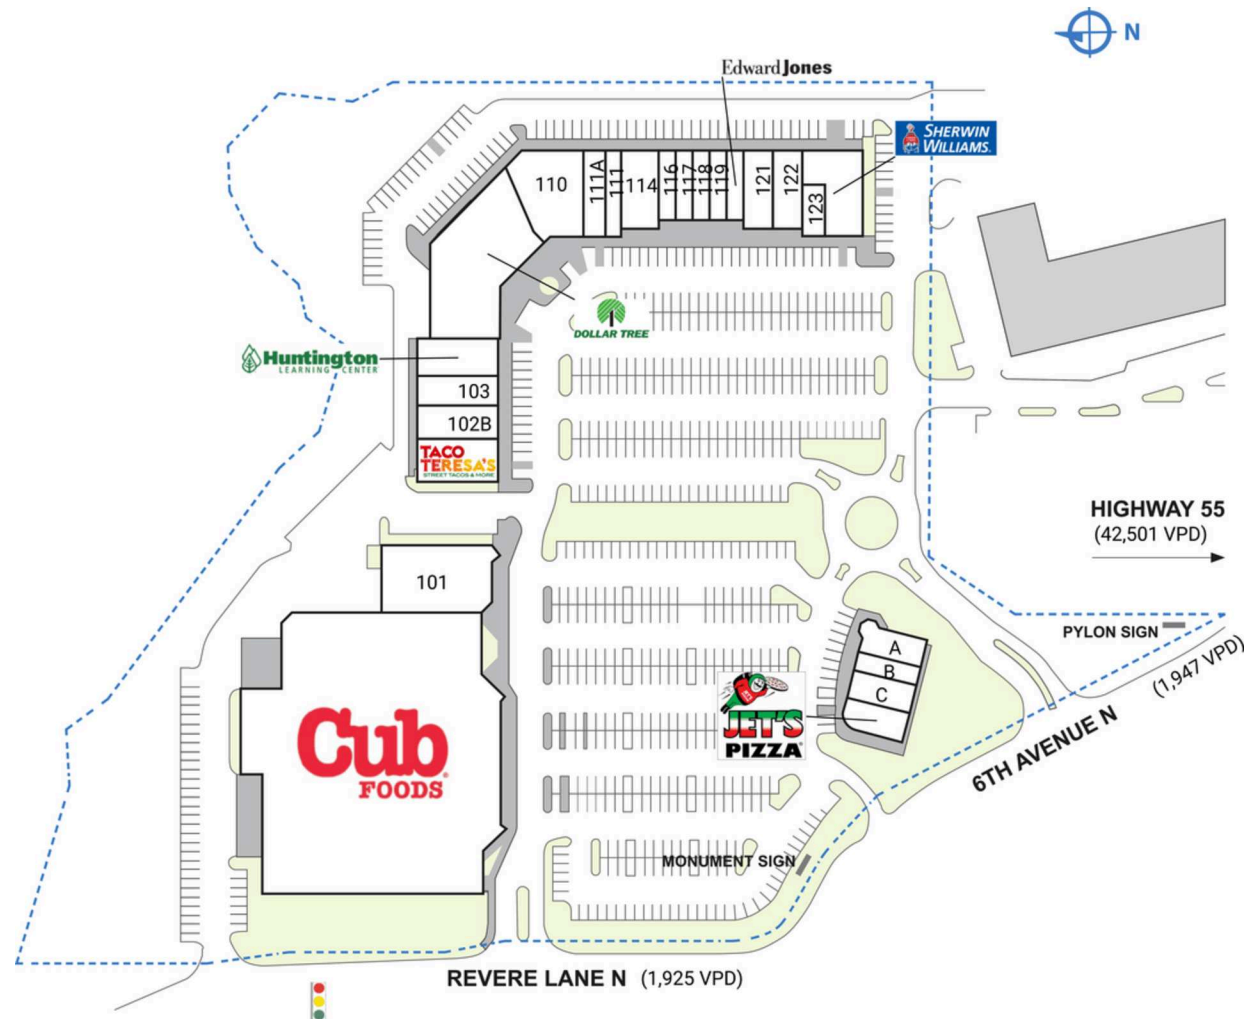 N
Edward Jones
SHERWIN
WILLIAMS.
110
111A
111
114
116
117
118
119
121
122
123
DOLLAR TREE
Huntington
LEARNING CENTER
103
102B
TACO
TERESA'S
STREET TACOS & MORE
HIGHWAY 55
(42,501 VPD)
101
PYLON SIGN
(1,947 VPD)
A
B
C
JET'S
PIZZA
6TH AVENUE N
Cub
FOODS
MONUMENT SIGN
REVERE LANE N (1,925 VPD)